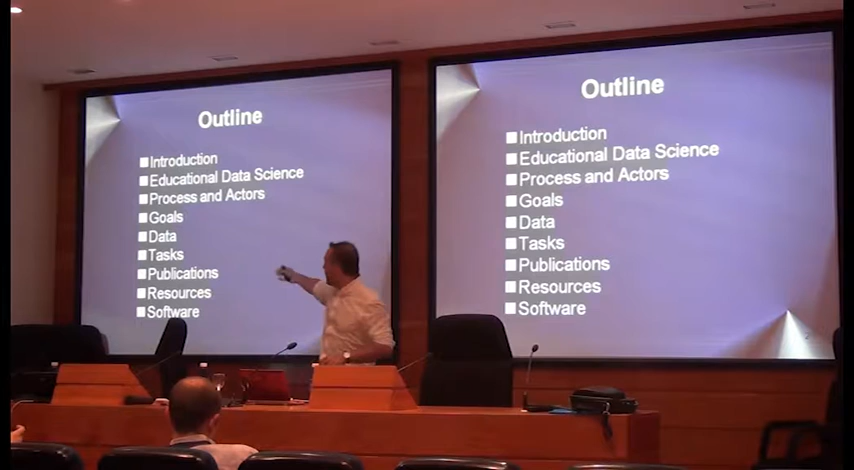 Outline
Introduction
Educational Data Science
Process and Actors
Goals
Data
Tasks
Publications
Resources
Software
Outline
Introduction
Educational Data Science
Process and Actors
Goals
Data
Tasks
Publications
Resources
Software